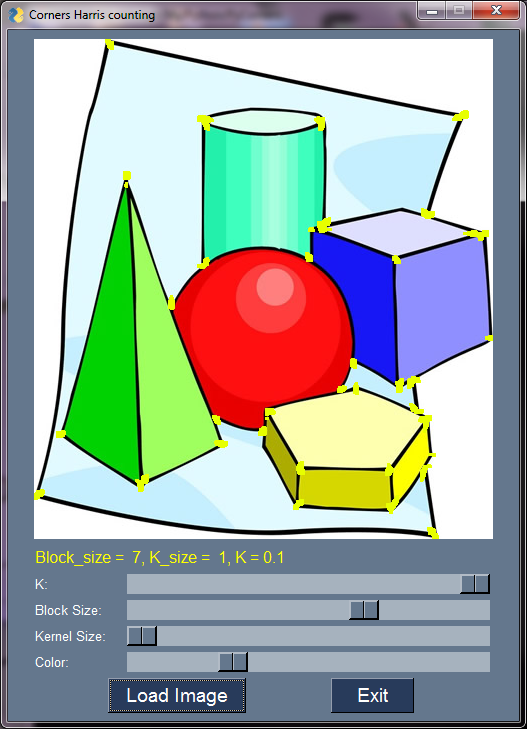 Corners Harris counting
Block_size = 7, K_size = 1, K = 0.1
K:
Block Size:
Kernel Size:
Color:
Load Image Exit